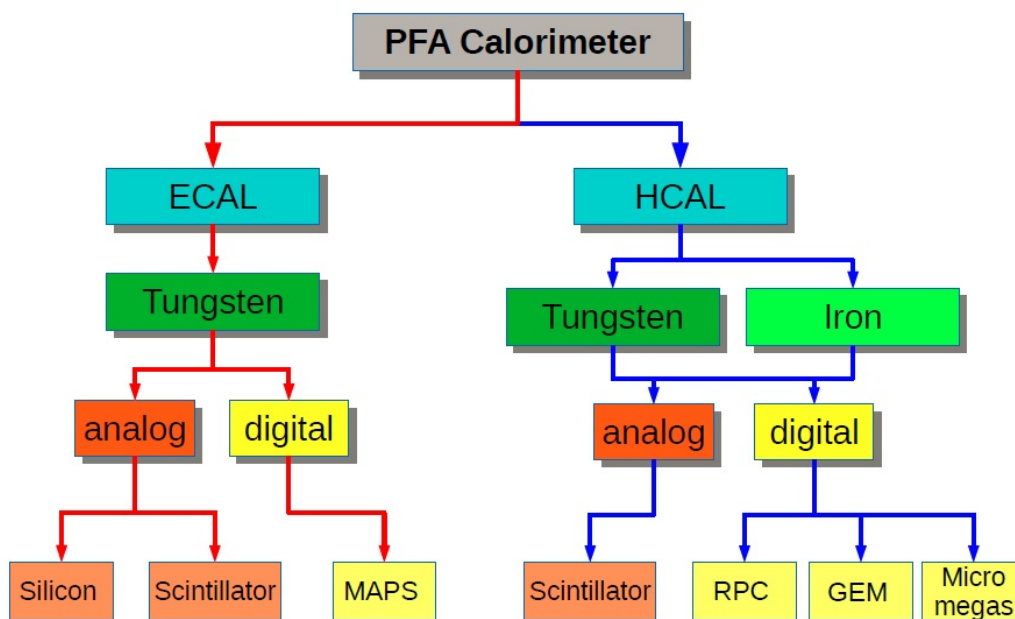 PFA Calorimeter
ECAL
HCAL
Tungsten
Tungsten
Iron
analog
digital
analog
digital
Silicon
Scintillator
MAPS
Scintillator
RPC
GEM
Micro
megas